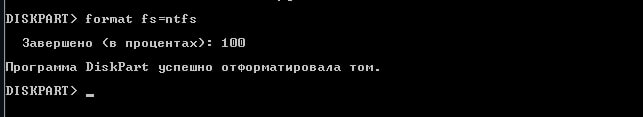 DISKPART> format fs=ntfs
Завершено (в процентах): 100
Программа DiskPart успешно отформатировала том.
DISKPART> _